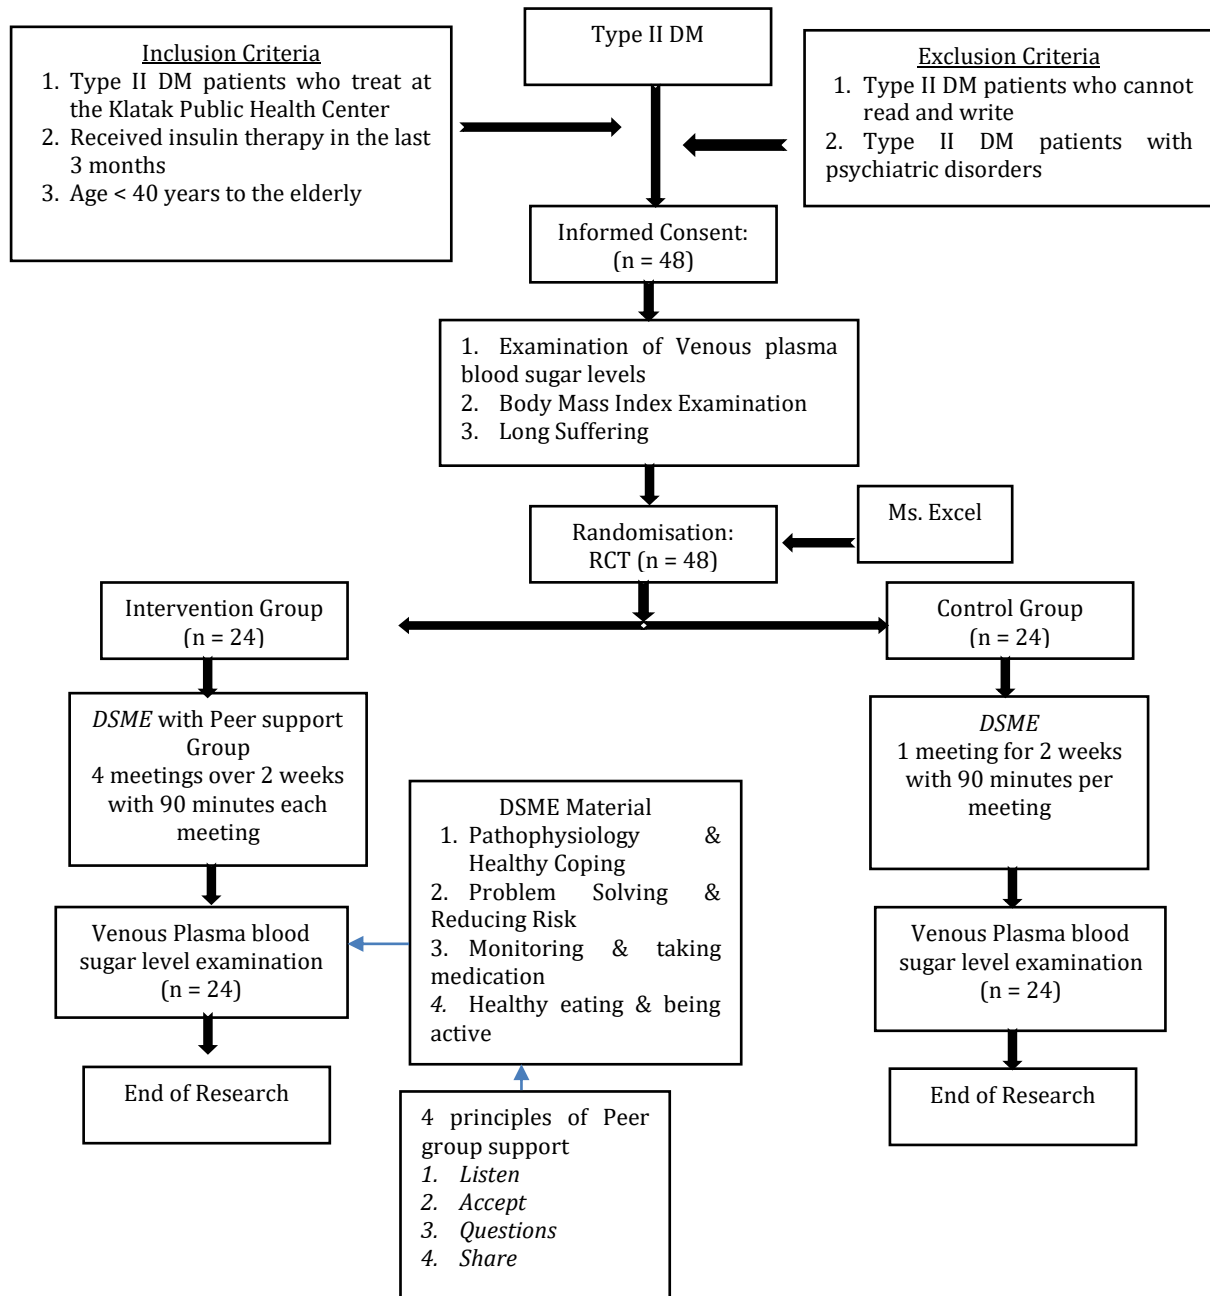 Type II DM
Inclusion Criteria
1. Type II DM patients who treat at
the Klatak Public Health Center
2. Received insulin therapy in the last
3 months
3. Age < 40 years to the elderly
Exclusion Criteria
1. Type II DM patients who cannot
read and write
2. Type II DM patients with
psychiatric disorders
Informed Consent:
(n = 48)
1. Examination of Venous plasma
blood sugar levels
2. Body Mass Index Examination
3. Long Suffering
Randomisation:
RCT (n = 48)
Ms. Excel
Intervention Group
(n = 24)
Control Group
(n = 24)
DSME with Peer support
Group
4 meetings over 2 weeks
with 90 minutes each
meeting
DSME
1 meeting for 2 weeks
with 90 minutes per
meeting
DSME Material
1. Pathophysiology &
Healthy Coping
2. Problem Solving &
Reducing Risk
3. Monitoring & taking
medication
4. Healthy eating & being
active
Venous Plasma blood
sugar level examination
(n = 24)
Venous Plasma blood
sugar level examination
(n = 24)
End of Research
End of Research
4 principles of Peer
group support
1. Listen
2. Accept
3. Questions
4. Share